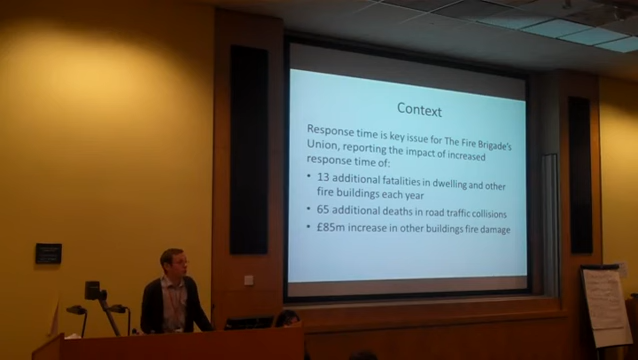 Context
Response time is key issue for The Fire Brigade's
Union, reporting the impact of increased
response time of:
• 13 additional fatalities in dwelling and other
fire buildings each year
• 65 additional deaths in road traffic collisions
• £85m increase in other buildings fire damage